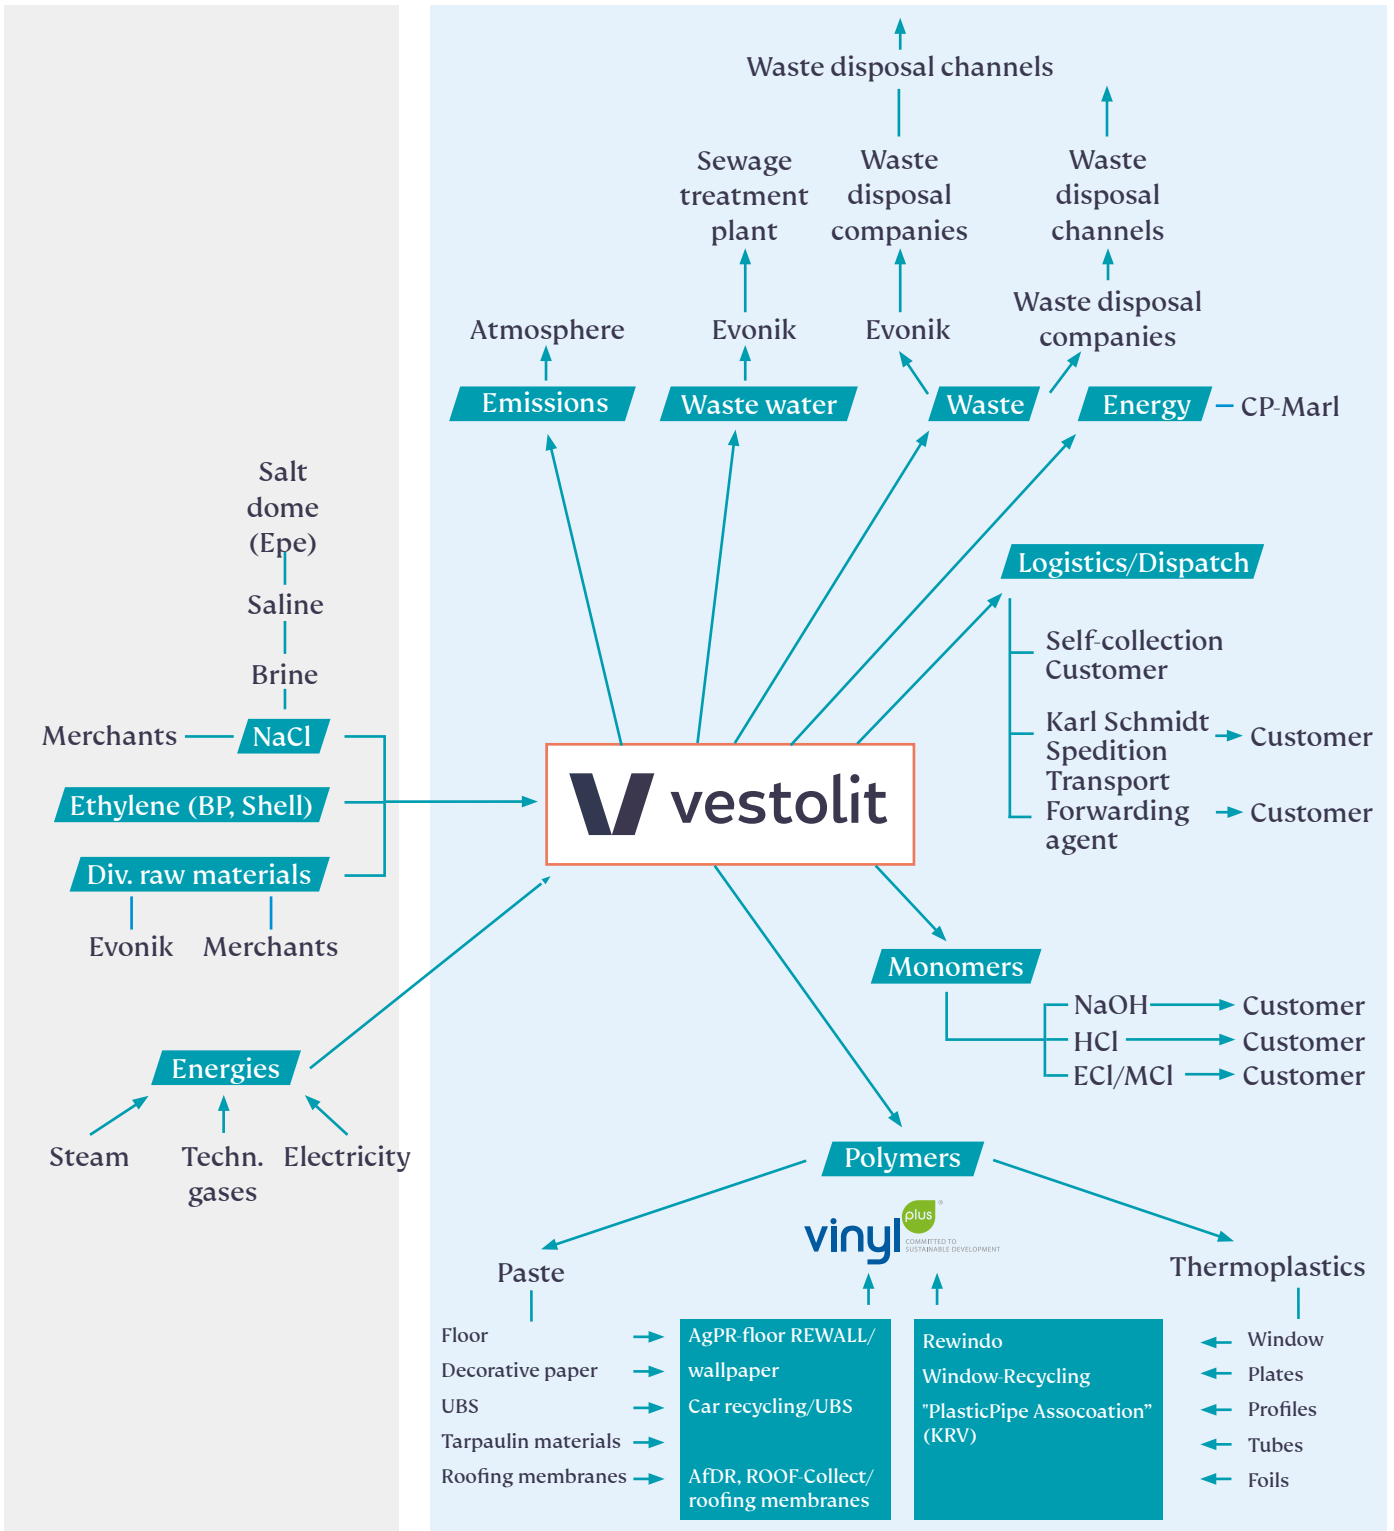 Waste disposal channels
Sewage
treatment
plant
Waste
disposal
companies
Waste
disposal
channels
Atmosphere
Evonik
Evonik
Waste disposal
companies
Emissions
Waste water
Waste
Energy
CP-Marl
Salt
dome
(Epe)
Saline
Brine
Merchants
NaCl
Ethylene (BP, Shell)
Div. raw materials
Evonik
Merchants
Energies
Steam
Techn.
gases
Electricity
vestolit
Logistics/Dispatch
Self-collection
Customer
Karl Schmidt
Spedition
Transport
Customer
Forwarding
agent
Customer
Monomers
NaOH
Customer
HCl
Customer
ECl/MCl
Customer
Polymers
vinyl
plus
®
COMMITTED TO
SUSTAINABLE DEVELOPMENT
Paste
Floor
Decorative paper
UBS
Tarpaulin materials
Roofing membranes
AgPR-floor REWALL/
wallpaper
Car recycling/UBS
AfDR, ROOF-Collect/
roofing membranes
Rewindo
Window-Recycling
"PlasticPipe Assocoation”
(KRV)
Thermoplastics
Window
Plates
Profiles
Tubes
Foils